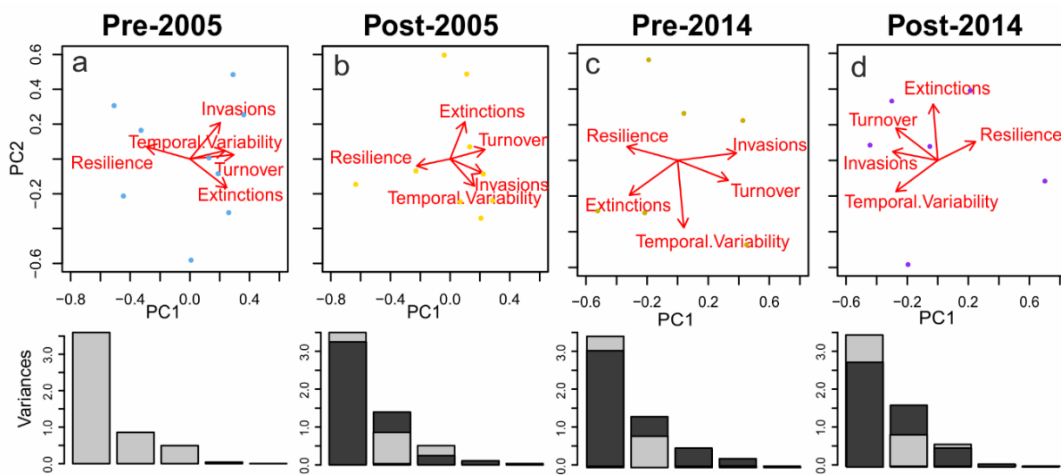 Pre-2005 Post-2005 Pre-2014 Post-2014
a
Invasions
Temporal.Variability
Resilience
Turnover
Extinctions
b
Extinctions
Turnover
Resilience
Invasions
Temporal.Variability
c
Resilience
Invasions
Turnover
Extinctions
Temporal.Variability
d
Extinctions
Turnover
Resilience
Invasions
Temporal.Variability
PC2
−0.6 −0.2 0.0 0.2 0.4 0.6
−0.8 −0.4 0.0 0.4
−0.8 −0.4 0.0 0.4
−0.6 −0.2 0.2 0.6
−0.6 −0.2 0.2 0.6
PC1 PC1 PC1 PC1
Variances
0.0 1.0 2.0 3.0
0.0 1.0 2.0 3.0
0.0 1.0 2.0 3.0
0.0 1.0 2.0 3.0